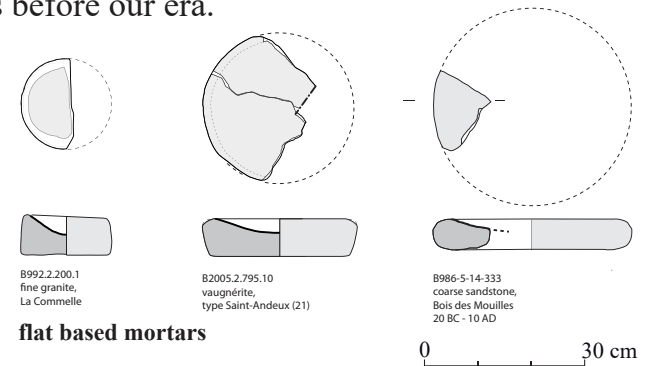 before our era.
B992.2.200.1
fine granite,
La Commelle
B2005.2.795.10
vaugnérite,
type Saint-Andeux (21)
B986-5-14-333
coarse sandstone,
Bois des Mouilles
20 BC - 10 AD
flat based mortars
0 30 cm